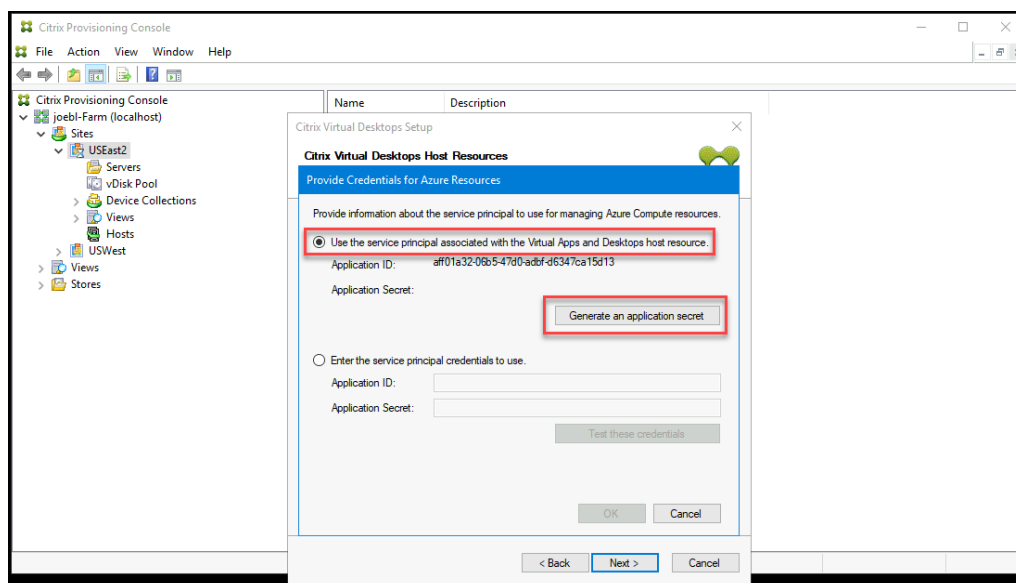 Citrix Provisioning Console
File Action View Window Help
Citrix Provisioning Console
joebl-Farm (localhost)
Sites
USEast2
Servers
vDisk Pool
Device Collections
Views
Hosts
USWest
Views
Stores
Name Description
Citrix Virtual Desktops Setup
Citrix Virtual Desktops Host Resources
Provide Credentials for Azure Resources
Provide information about the service principal to use for managing Azure Compute resources.
Use the service principal associated with the Virtual Apps and Desktops host resource.
Application ID: aff01a32-06b5-47d0-adbf-d6347ca15d13
Application Secret:
Generate an application secret
Enter the service principal credentials to use.
Application ID:
Application Secret:
Test these credentials
OK Cancel
< Back Next > Cancel